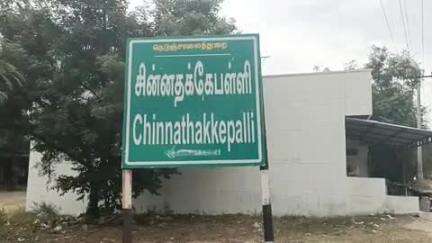 நெடுஞ்சாலைத்துறை
சின்னதக்கேபள்ளி
Chinnathakkepalli